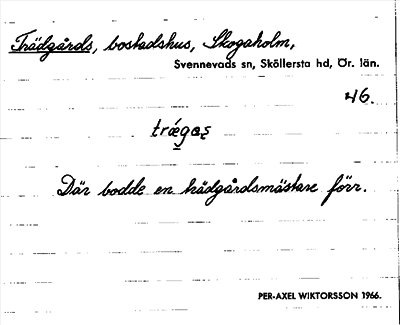 Trädgårds, bostadshus, Skogaholm,
Svennevads sn, Sköllersta hd, Ör. län.
46.
trǽgas̨
Där bodde en trädgårdsmästare förr.
PER-AXEL WIKTORSSON 1966.